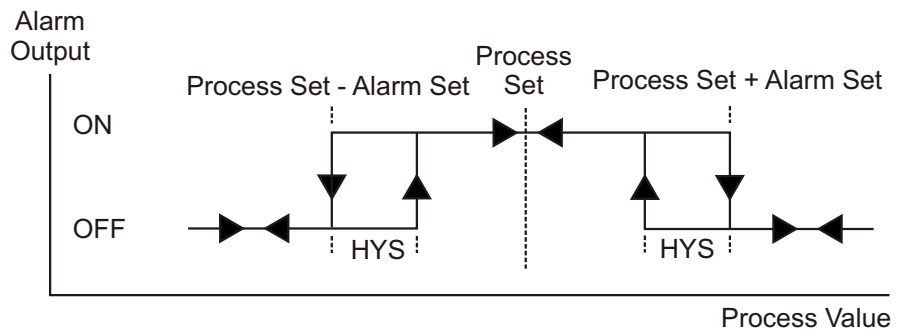 Alarm
Output
Process
Set
Process Set - Alarm Set
Process Set + Alarm Set
ON
OFF
HYS
HYS
Process Value